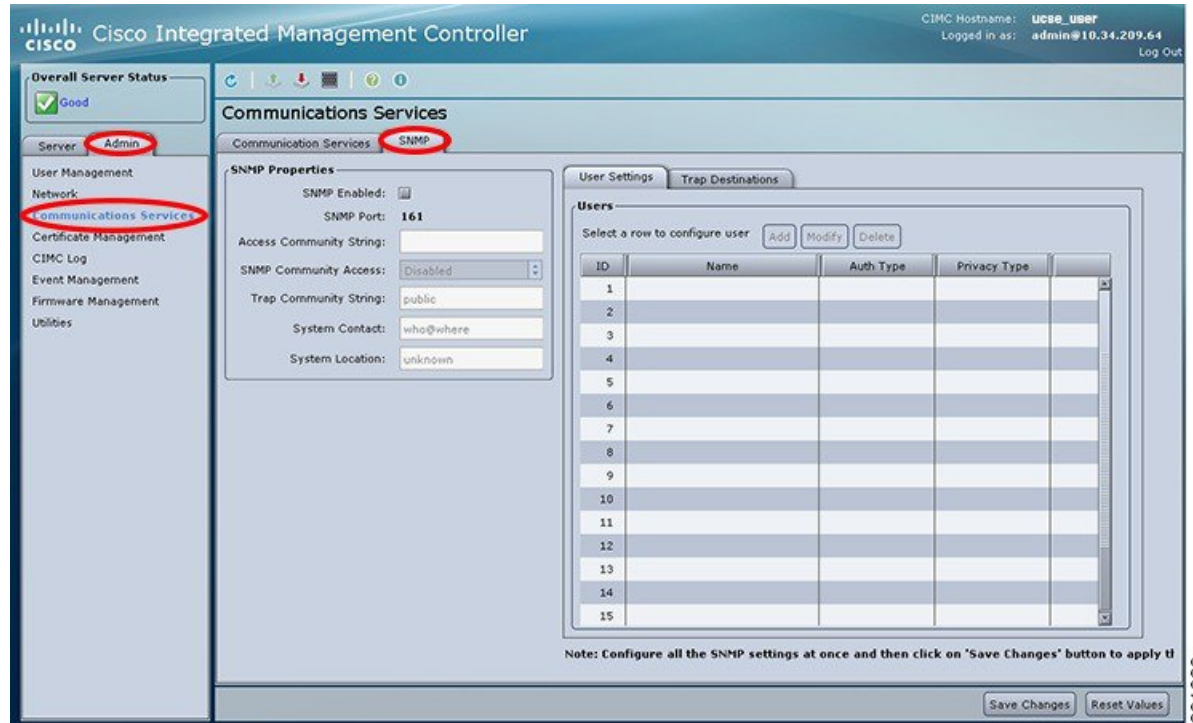 CISCO Cisco Integrated Management Controller
CIMC Hostname: ucse_user
Logged in as: admin@10.34.209.64
Log Out
Overall Server Status
Good
Server
Admin
User Management
Network
Communications Services
Certificate Management
CIMC Log
Event Management
Firmware Management
Utilities
Communications Services
Communication Services
SNMP
SNMP Properties
SNMP Enabled:
SNMP Port: 161
Access Community String:
SNMP Community Access: Disabled
Trap Community String: public
System Contact: who@where
System Location: unknown
User Settings
Trap Destinations
Users
Select a row to configure user Add Modify Delete
ID Name Auth Type Privacy Type
1
2
3
4
5
6
7
8
9
10
11
12
13
14
15
Note: Configure all the SNMP settings at once and then click on 'Save Changes' button to apply tl
Save Changes Reset Values